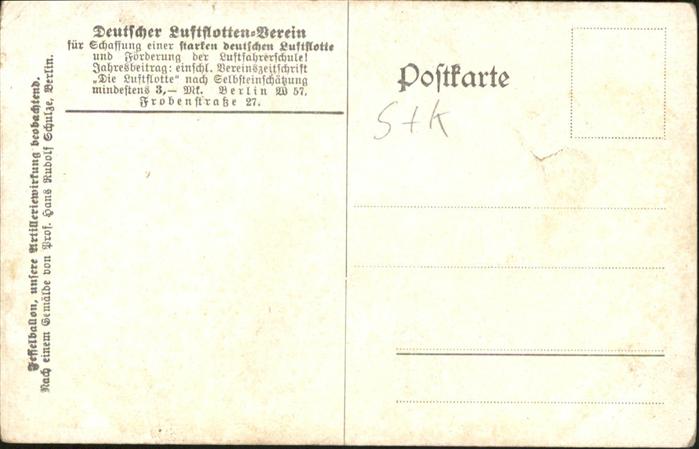 Deutscher Luftflotten-Verein
für Schaffung einer starken deutschen Luftflotte
und Förderung der Luftfahrerschule!
Jahresbeitrag: einschl. Vereinszeitschrift
„Die Luftflotte“ nach Selbsteinschätzung
mindestens 3,— Mk. Berlin W 57.
Frobenstraße 27.
Postkarte
S+K
Fesselballon, unsere Artilleriewirkung beobachtend.
Nach einem Gemälde von Prof. Hans Rudolf Schulze, Berlin.